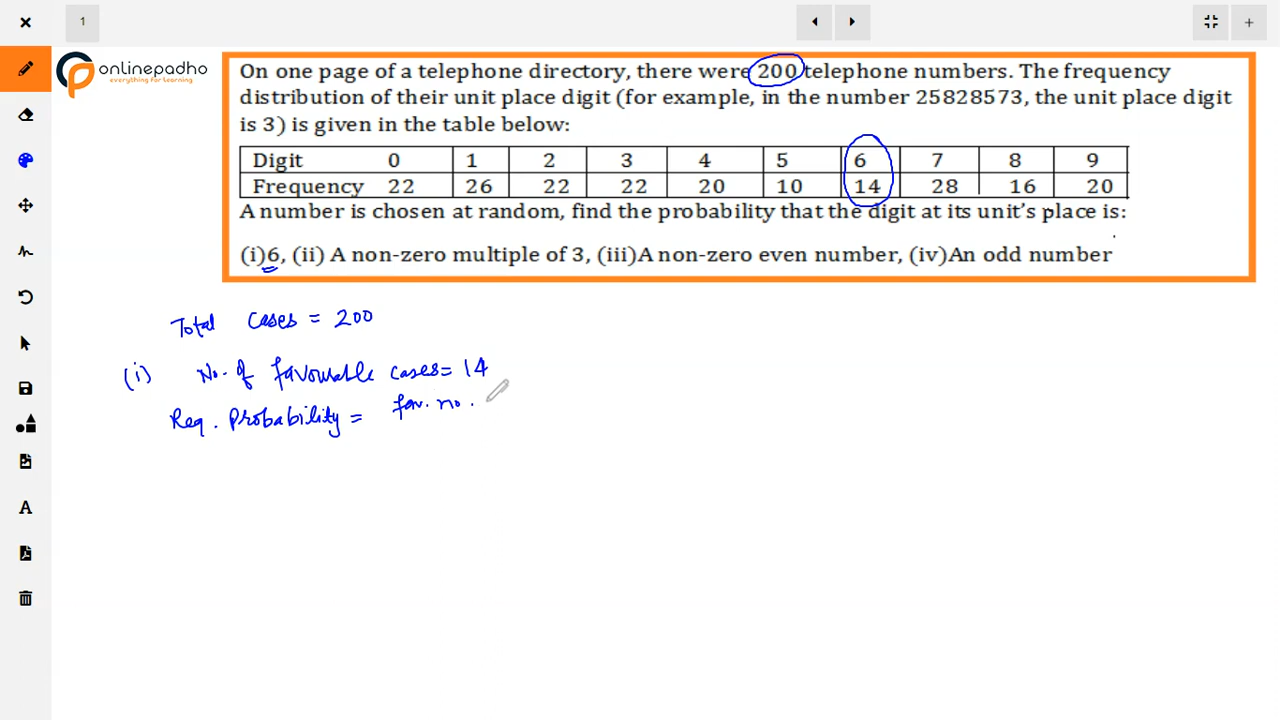 1
onlinepadho
everything for learning
On one page of a telephone directory, there were 200 telephone numbers. The frequency
distribution of their unit place digit (for example, in the number 25828573, the unit place digit
is 3) is given in the table below:
Digit 0 1 2 3 4 5 6 7 8 9
Frequency 22 26 22 22 20 10 14 28 16 20
A number is chosen at random, find the probability that the digit at its unit's place is:
(i)6, (ii) A non-zero multiple of 3, (iii)A non-zero even number, (iv)An odd number
Total cases = 200
(i) No. of favourable cases = 14
Req. Probability = fav. no.
A